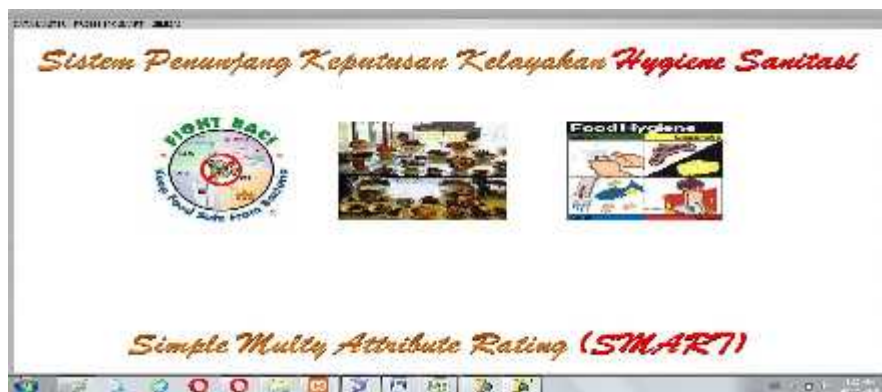 Sistem Penunjang Keputusan Kelayakan Hygiene Sanitasi
FIGHT BAC!
Keep Food Safe From Bacteria
Food Hygiene
Simple Multy Attribute Rating (SMART)